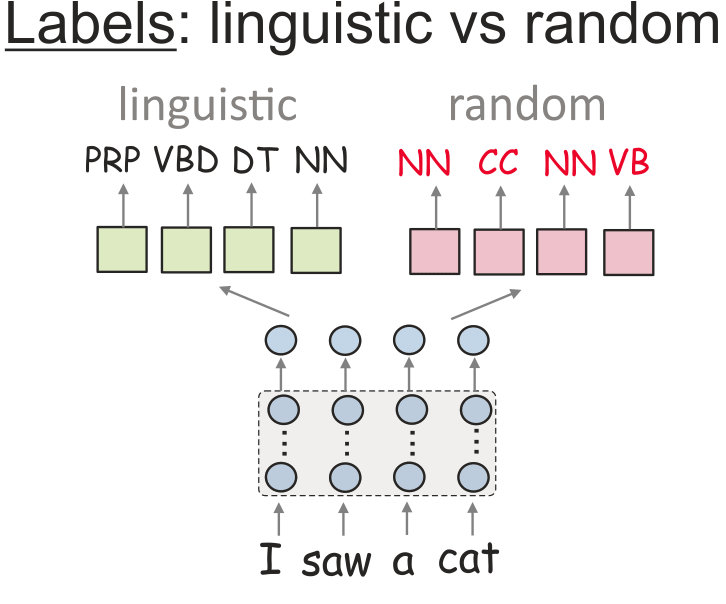 Labels: linguistic vs random
linguistic random
PRP VBD DT NN NN CC NN VB
I saw a cat